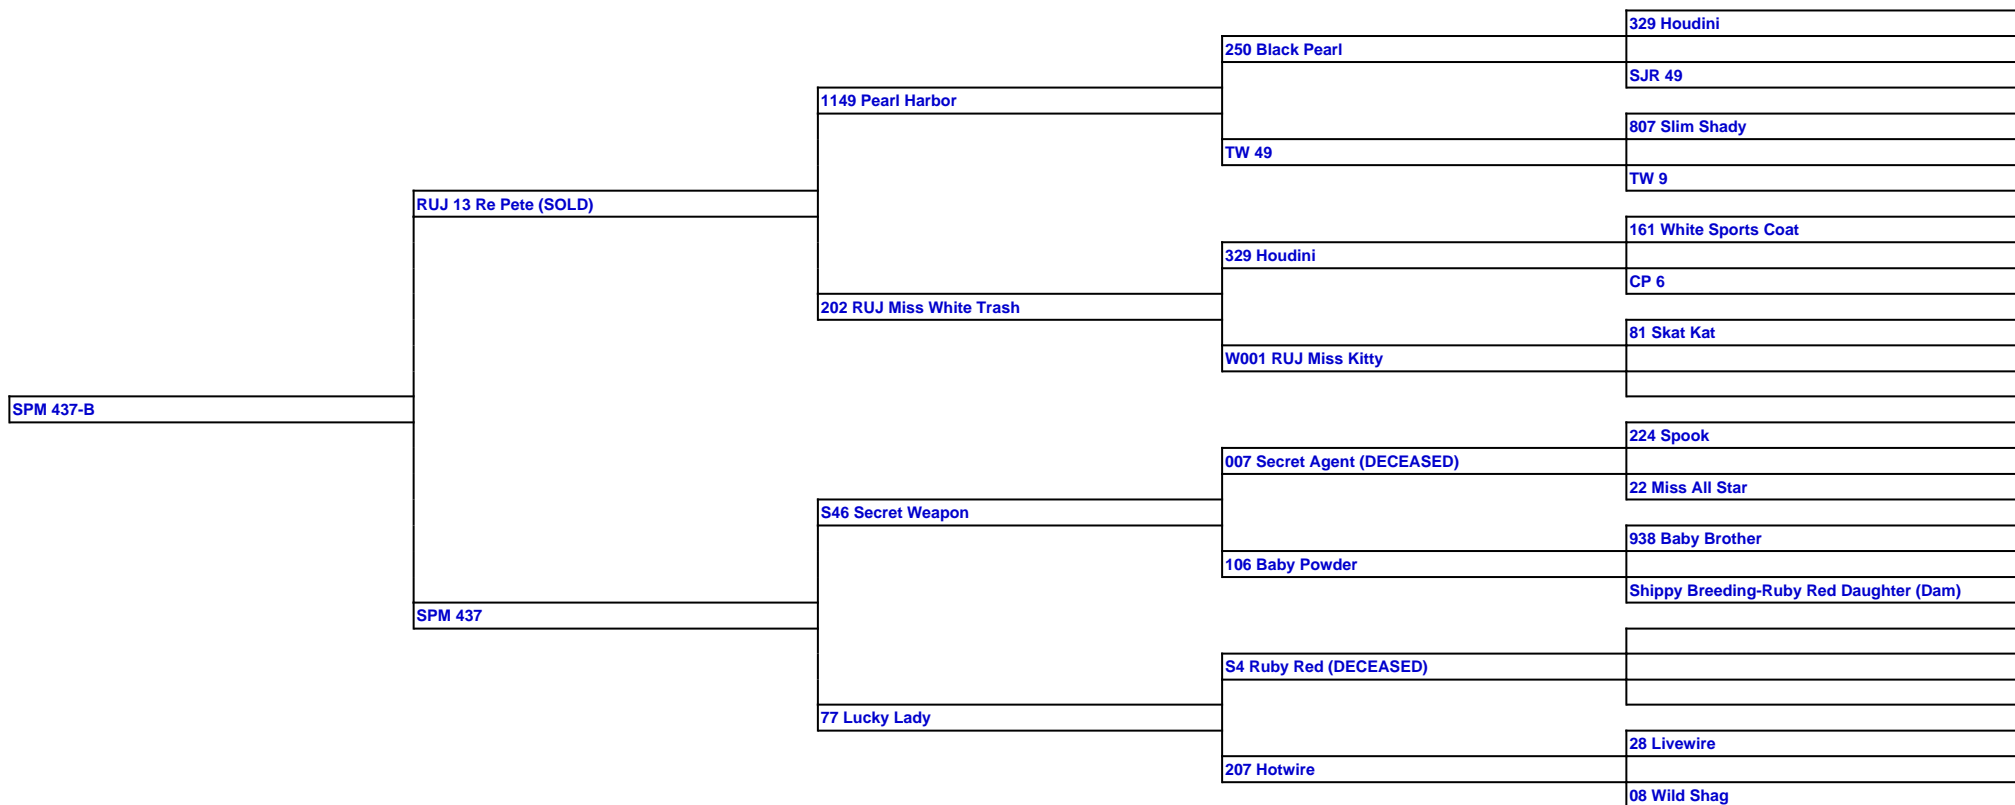 329 Houdini
250 Black Pearl
SJR 49
1149 Pearl Harbor
807 Slim Shady
TW 49
TW 9
RUJ 13 Re Pete (SOLD)
161 White Sports Coat
329 Houdini
CP 6
202 RUJ Miss White Trash
81 Skat Kat
W001 RUJ Miss Kitty
SPM 437-B
224 Spook
007 Secret Agent (DECEASED)
22 Miss All Star
S46 Secret Weapon
938 Baby Brother
106 Baby Powder
Shippy Breeding-Ruby Red Daughter (Dam)
SPM 437
S4 Ruby Red (DECEASED)
77 Lucky Lady
28 Livewire
207 Hotwire
08 Wild Shag